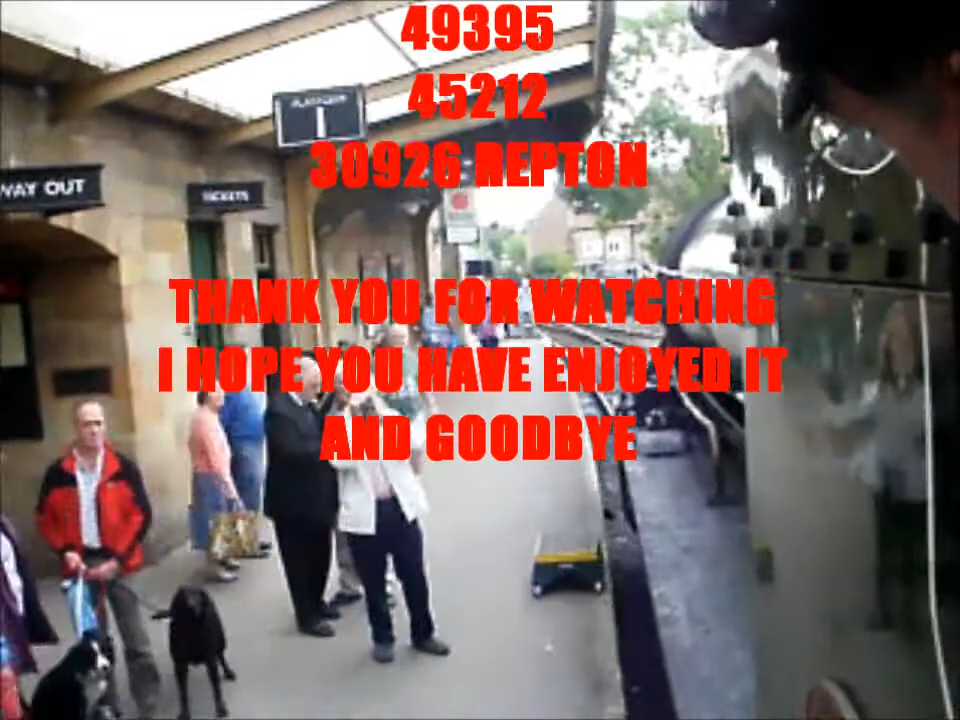 49395
45212
30926 REPTON
PLATFORM
1
WAY OUT
TICKETS
THANK YOU FOR WATCHING
I HOPE YOU HAVE ENJOYED IT
AND GOODBYE